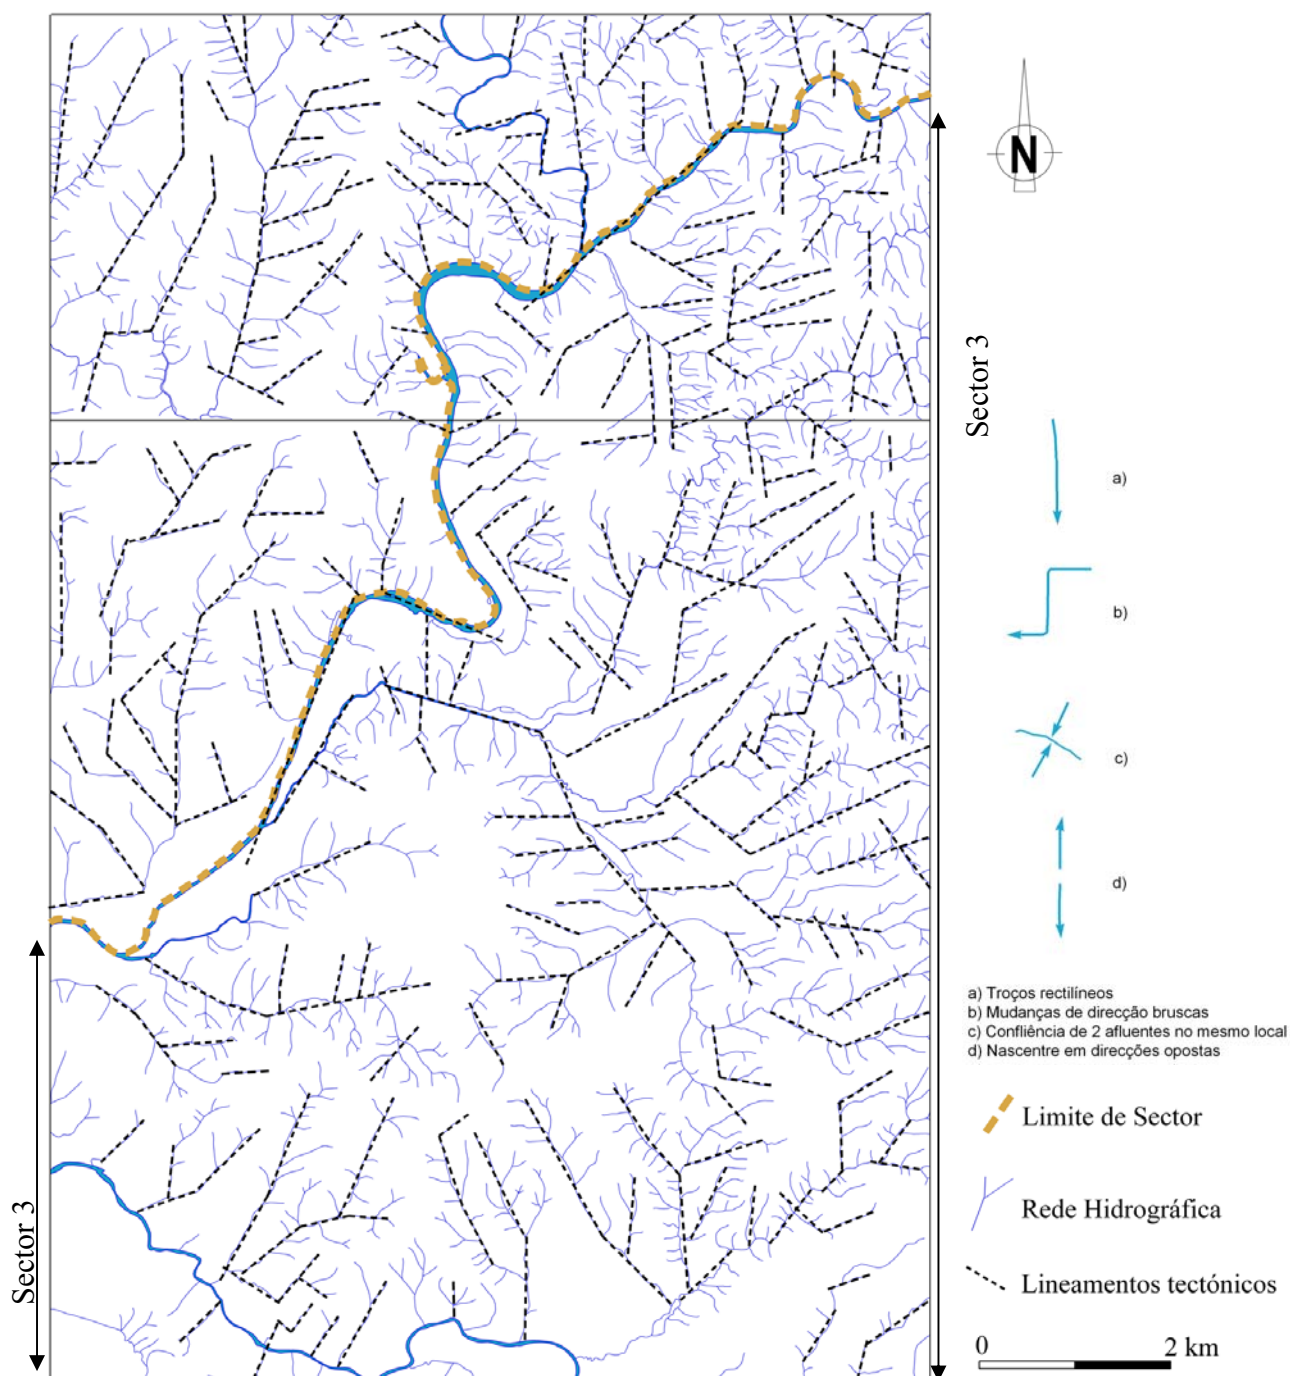 N
Sector 3
a)
b)
c)
d)
a) Troços rectilíneos
b) Mudanças de direcção bruscas
c) Confliência de 2 afluentes no mesmo local
d) Nascentre em direcções opostas
Limite de Sector
Rede Hidrográfica
Lineamentos tectónicos
0 2 km
Sector 3